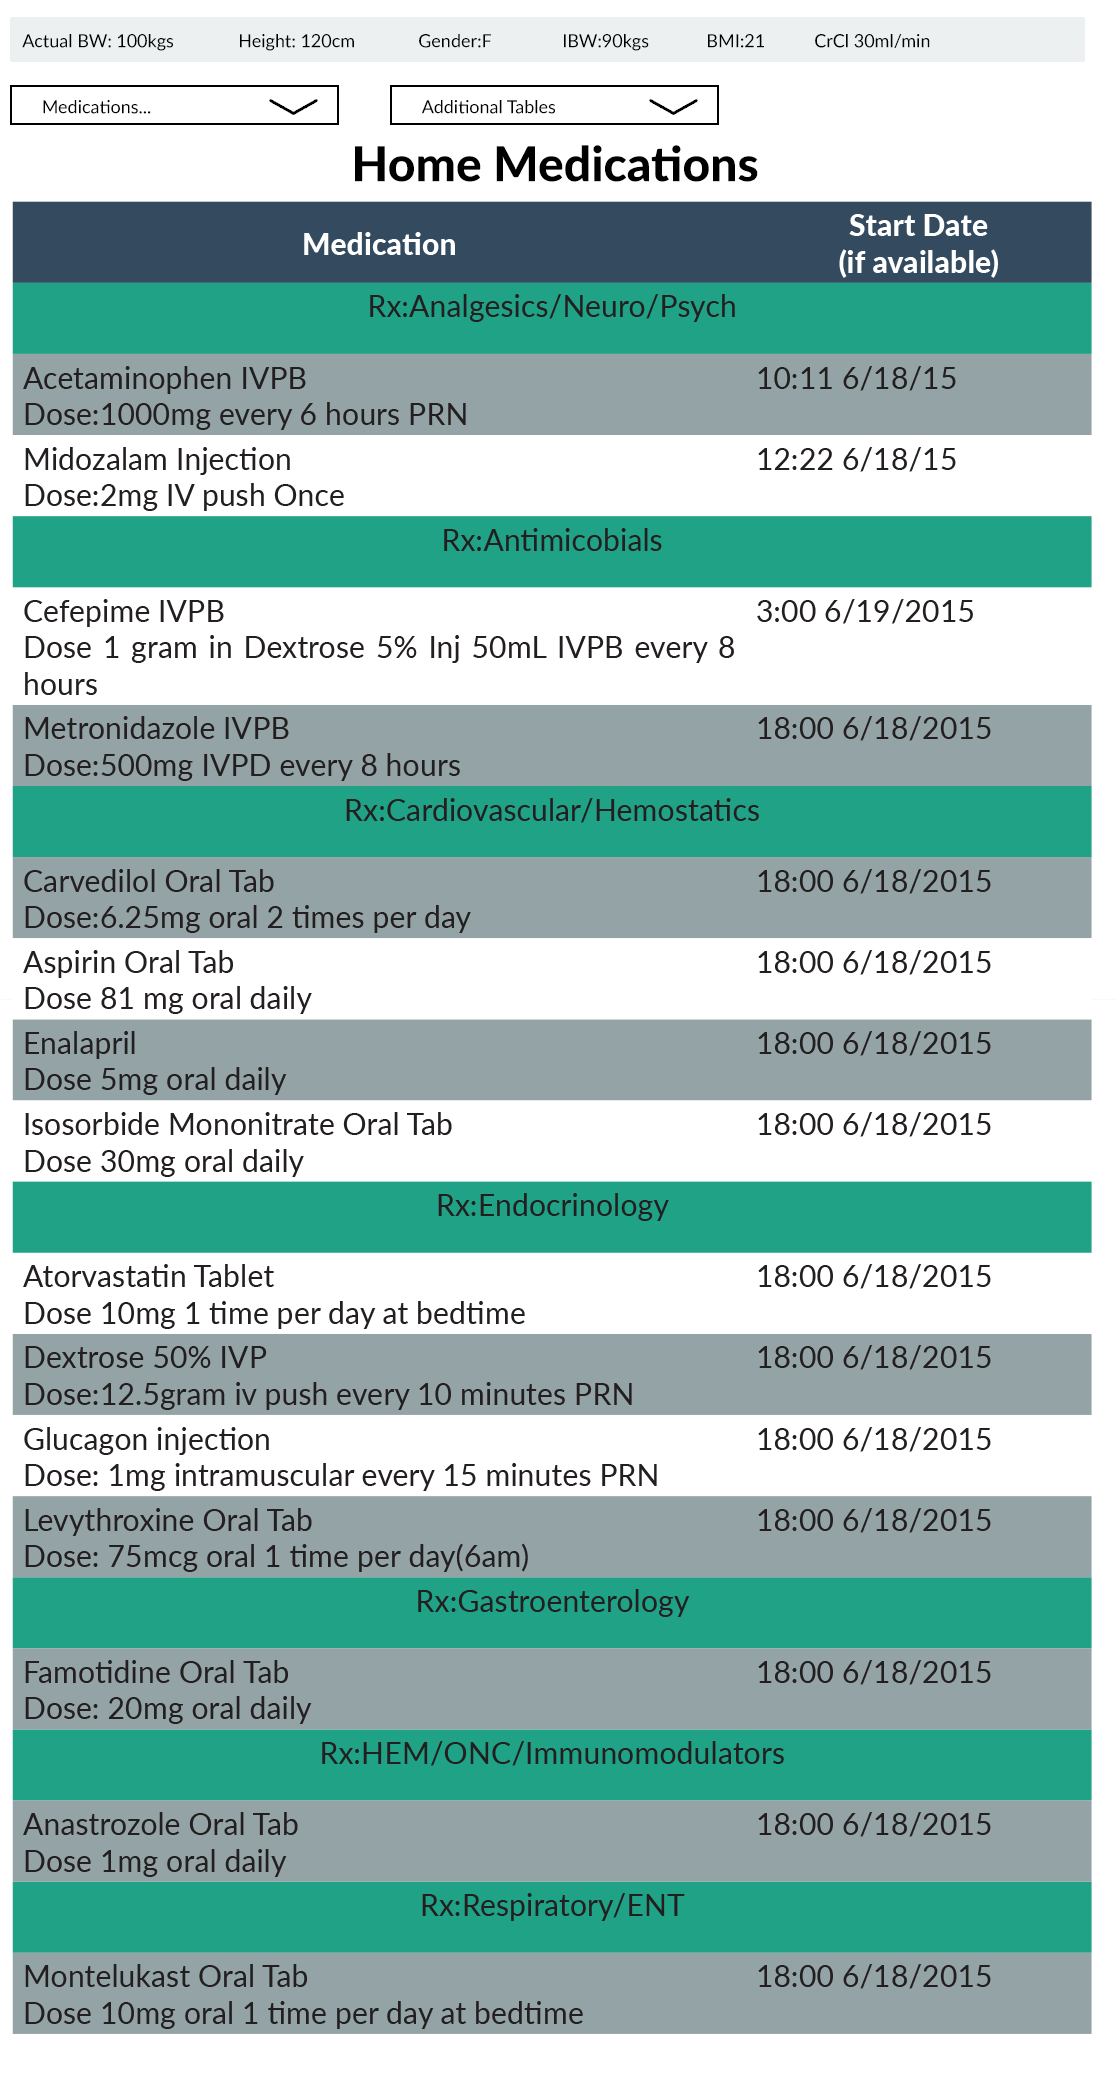 Actual BW: 100kgs Height: 120cm Gender:F IBW:90kgs BMI:21 CrCl 30ml/min
Medications... Additional Tables
Home Medications
Medication Start Date
(if available)
Rx:Analgesics/Neuro/Psych
Acetaminophen IVPB 10:11 6/18/15
Dose:1000mg every 6 hours PRN
Midozalam Injection 12:22 6/18/15
Dose:2mg IV push Once
Rx:Antimicobials
Cefepime IVPB 3:00 6/19/2015
Dose 1 gram in Dextrose 5% Inj 50mL IVPB every 8
hours
Metronidazole IVPB 18:00 6/18/2015
Dose:500mg IVPD every 8 hours
Rx:Cardiovascular/Hemostatics
Carvedilol Oral Tab 18:00 6/18/2015
Dose:6.25mg oral 2 times per day
Aspirin Oral Tab 18:00 6/18/2015
Dose 81 mg oral daily
Enalapril 18:00 6/18/2015
Dose 5mg oral daily
Isosorbide Mononitrate Oral Tab 18:00 6/18/2015
Dose 30mg oral daily
Rx:Endocrinology
Atorvastatin Tablet 18:00 6/18/2015
Dose 10mg 1 time per day at bedtime
Dextrose 50% IVP 18:00 6/18/2015
Dose:12.5gram iv push every 10 minutes PRN
Glucagon injection 18:00 6/18/2015
Dose: 1mg intramuscular every 15 minutes PRN
Levythroxine Oral Tab 18:00 6/18/2015
Dose: 75mcg oral 1 time per day(6am)
Rx:Gastroenterology
Famotidine Oral Tab 18:00 6/18/2015
Dose: 20mg oral daily
Rx:HEM/ONC/Immunomodulators
Anastrozole Oral Tab 18:00 6/18/2015
Dose 1mg oral daily
Rx:Respiratory/ENT
Montelukast Oral Tab 18:00 6/18/2015
Dose 10mg oral 1 time per day at bedtime